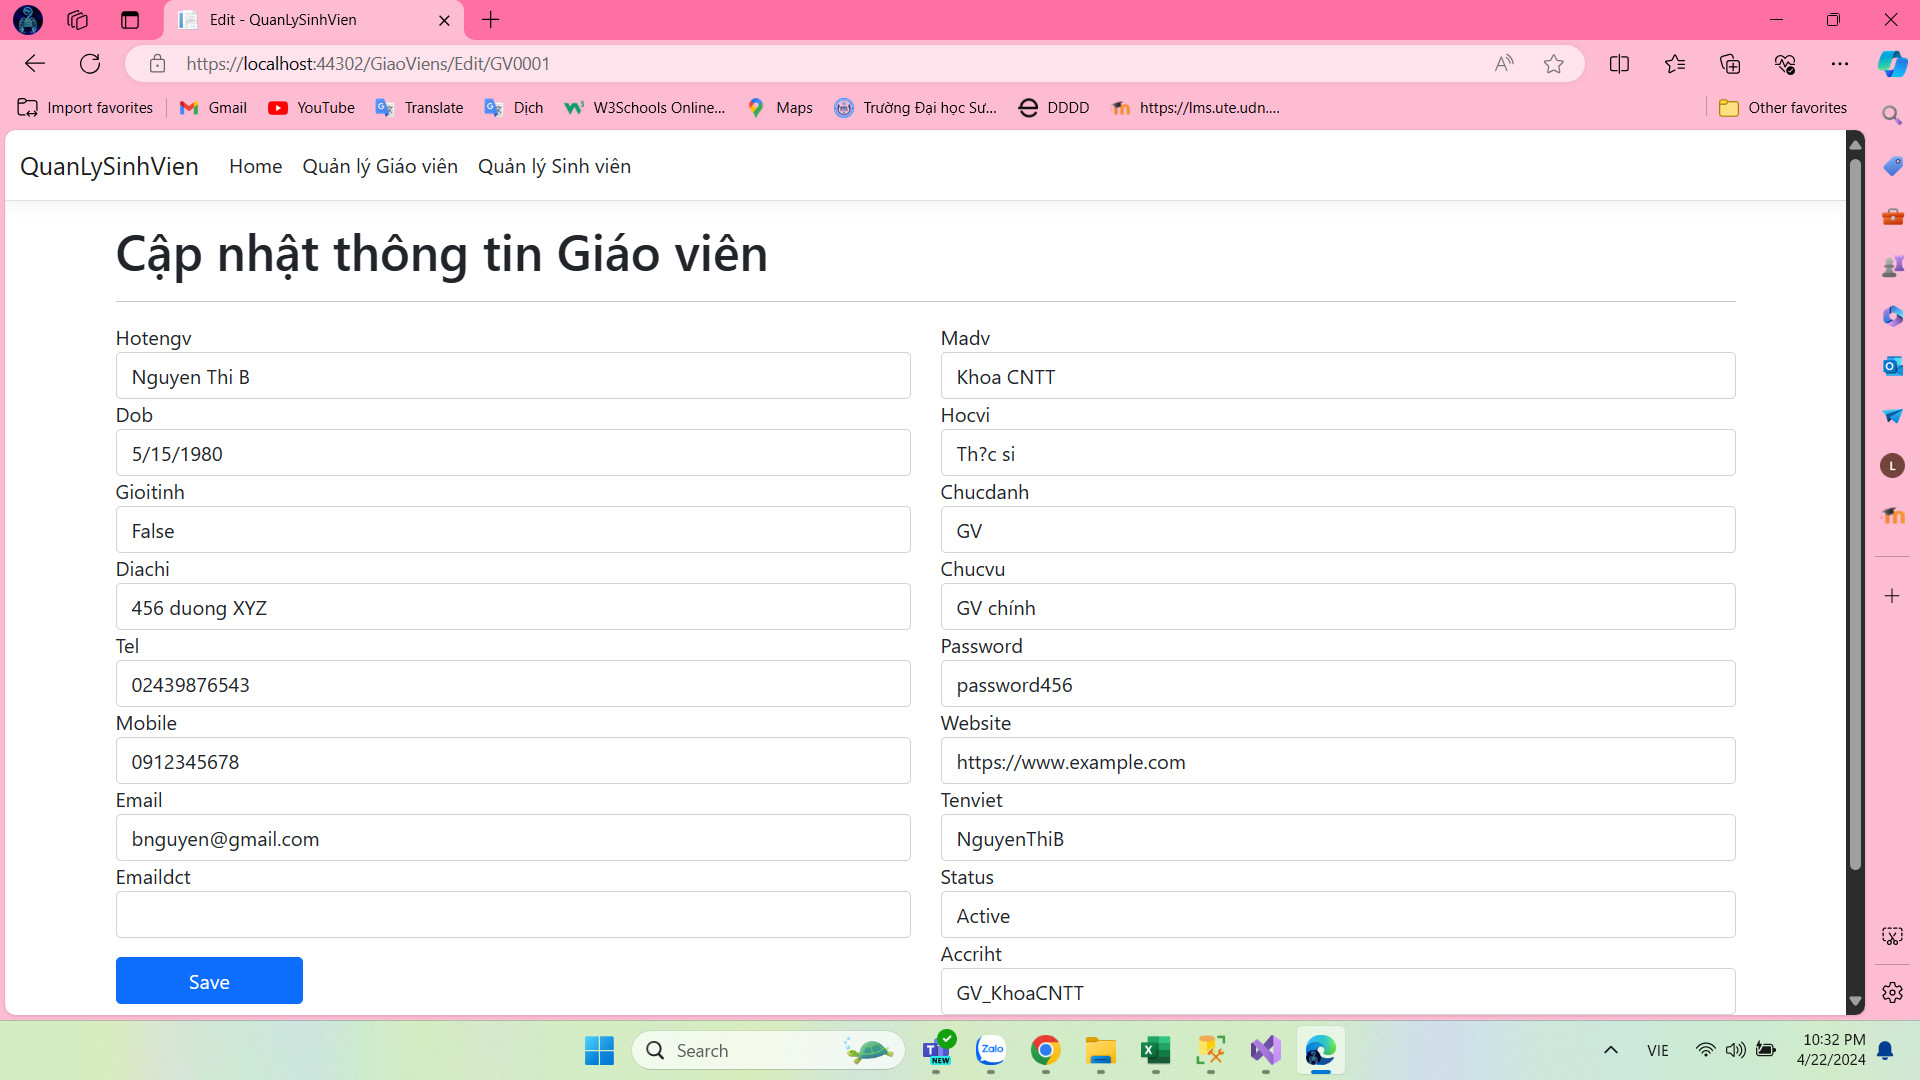 Edit - QuanLySinhVien
https://localhost:44302/GiaoViens/Edit/GV0001
Import favorites
Gmail
YouTube
Translate
Dịch
W3Schools Online...
Maps
Trường Đại học Sư...
DDDD
https://lms.ute.udn....
Other favorites
QuanLySinhVien
Home
Quản lý Giáo viên
Quản lý Sinh viên
Cập nhật thông tin Giáo viên
Hotengv
Nguyen Thi B
Dob
5/15/1980
Gioitinh
False
Diachi
456 duong XYZ
Tel
02439876543
Mobile
0912345678
Email
bnguyen@gmail.com
Emaildct
Save
Madv
Khoa CNTT
Hocvi
Th?c si
Chucdanh
GV
Chucvu
GV chính
Password
password456
Website
https://www.example.com
Tenviet
NguyenThiB
Status
Active
Accriht
GV_KhoaCNTT
L
Search
NEW
Zalo
VIE
10:32 PM
4/22/2024